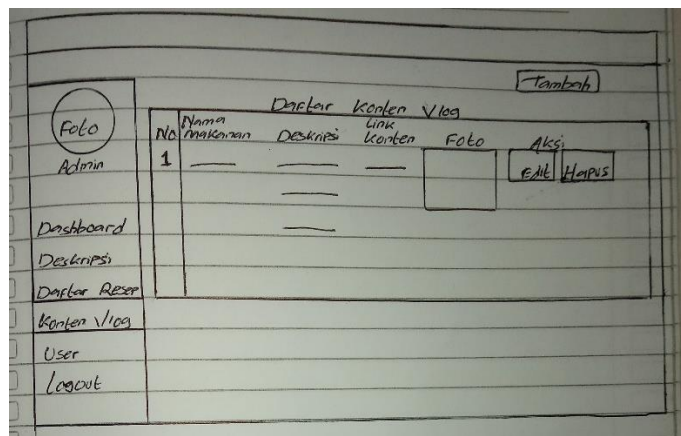 Tambah
Daftar Konten Vlog
Foto
Admin
Dashboard
Deskripsi
Daftar Resep
Konten Vlog
User
Logout
No
Nama
makanan
Deskripsi
Link
Konten
Foto
Aksi
1
Edit
Hapus